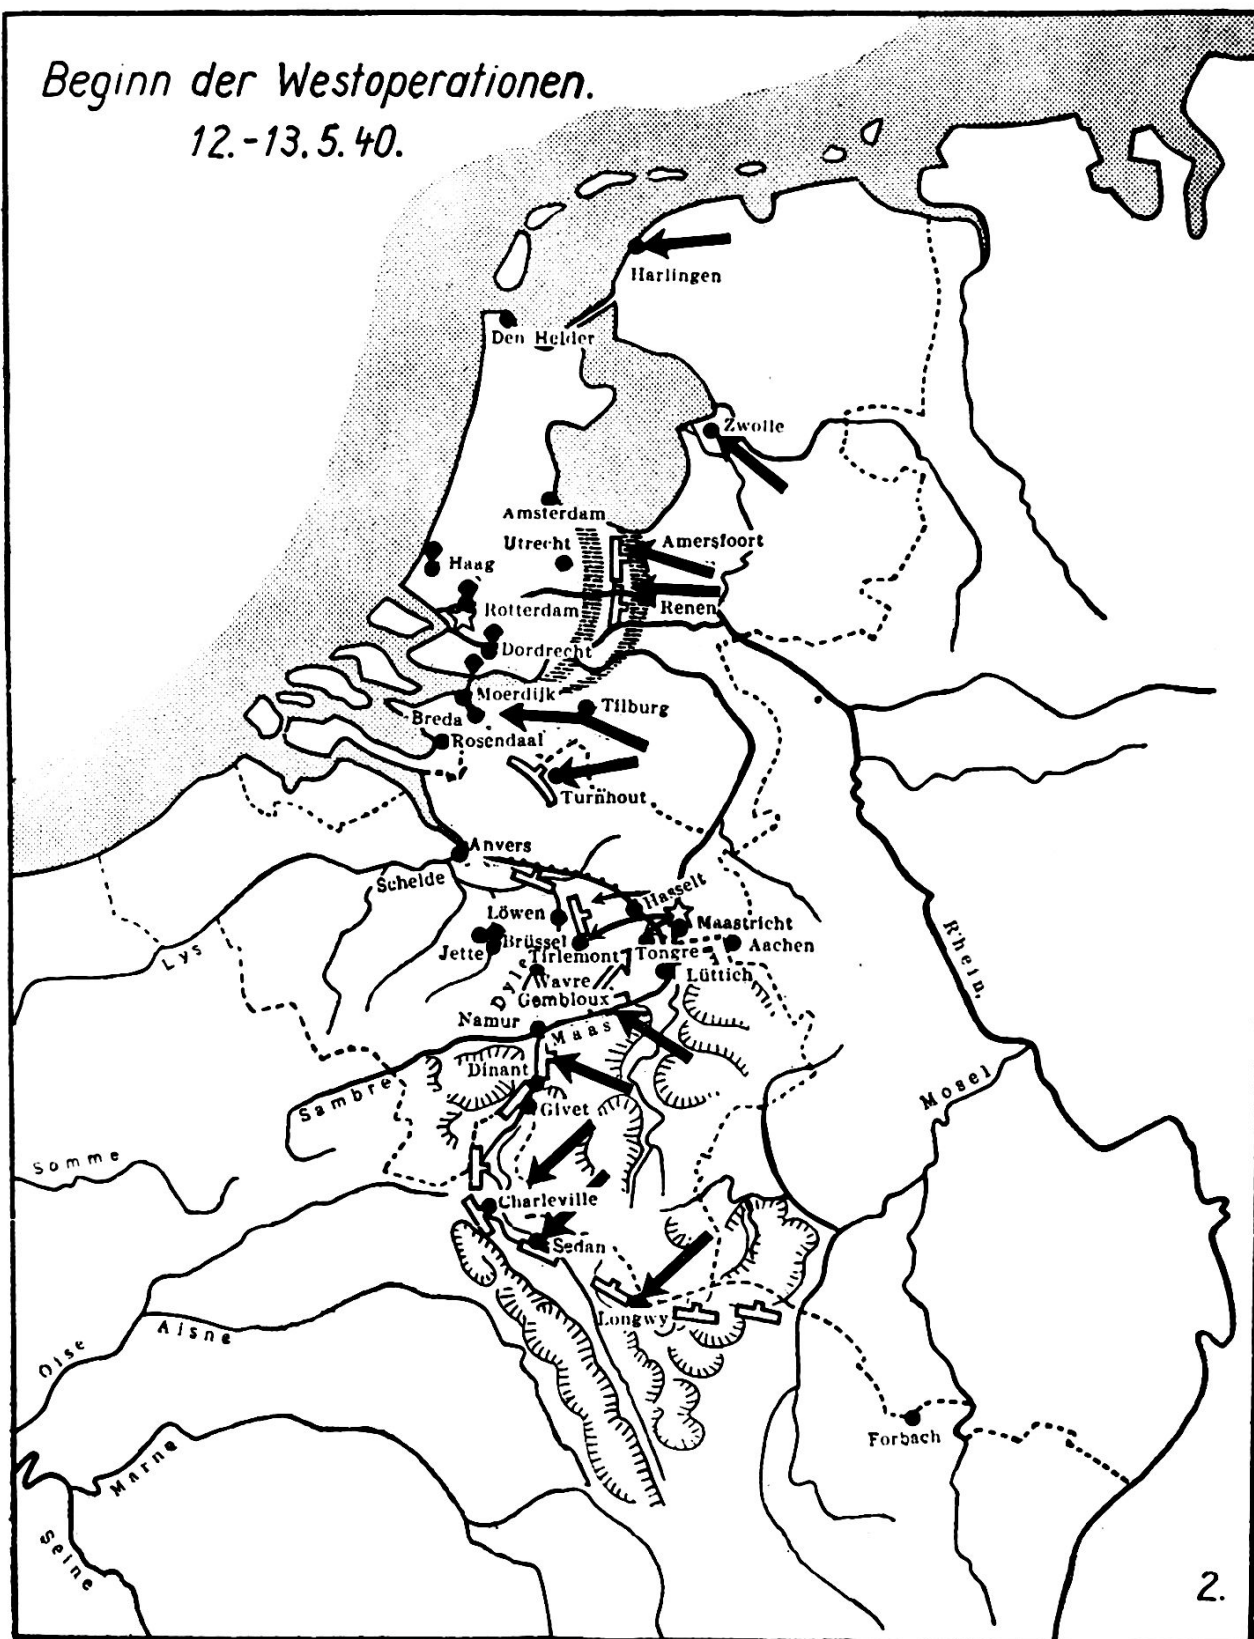 Beginn der Westoperationen.
12.-13.5.40.
Harlingen
Den Helder
Zwolle
Amsterdam
Utrecht
Amersfoort
Haag
Renen
Rotterdam
Dordrecht
Moerdijk
Tilburg
Breda
Rosendaal
Turnhout
Anvers
Schelde
Hasselt
Löwen
Maastricht
Brüssel
Jette
Tirlemont
Tongre
Aachen
Lys
Dyle
Lüttich
Wavre
Gembloux
Rhein.
Namur
Maas
Dinant
Sambre
Givet
Mosel
Somme
Charleville
Sedan
Longwy
Aisne
Oise
Forbach
Marne
Seine
2.